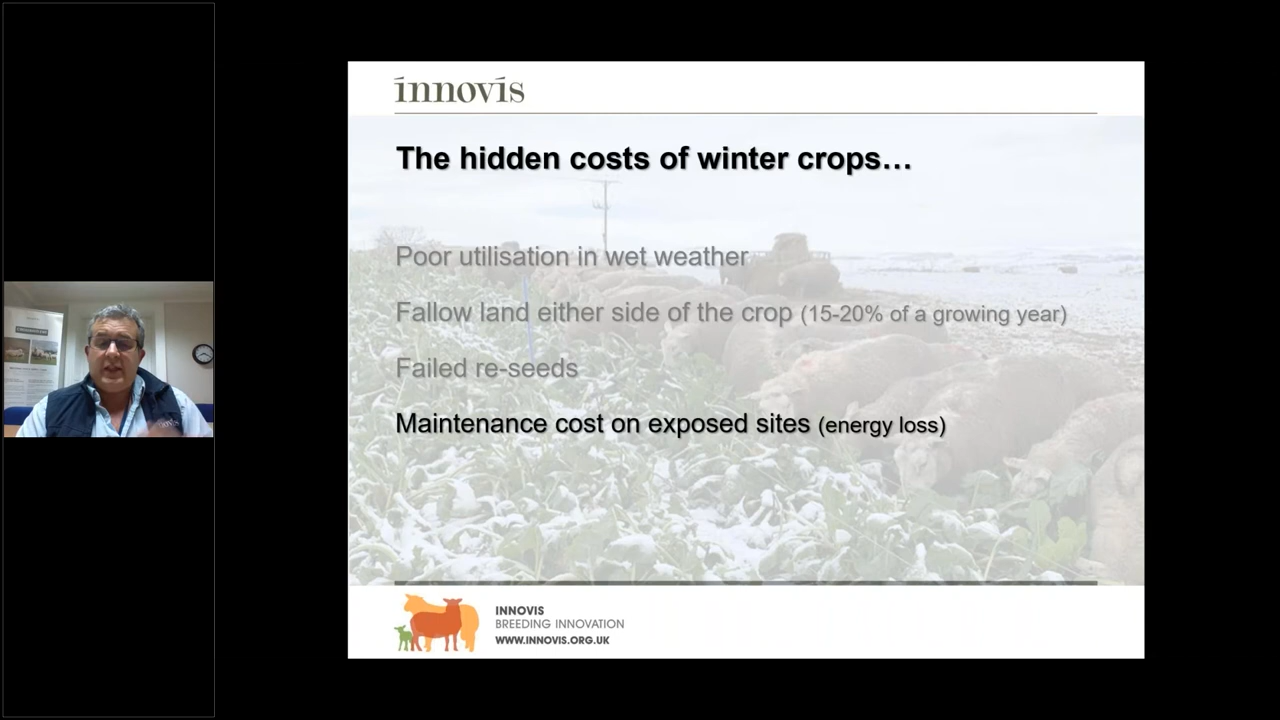 innovis
The hidden costs of winter crops…
Poor utilisation in wet weather
Fallow land either side of the crop (15-20% of a growing year)
Failed re-seeds
Maintenance cost on exposed sites (energy loss)
INNOVIS
BREEDING INNOVATION
WWW.INNOVIS.ORG.UK